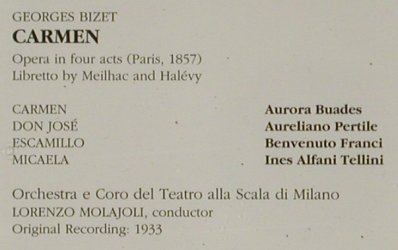 GEORGES BIZET
CARMEN
Opera in four acts (Paris, 1857)
Libretto by Meilhac and Halévy
CARMEN Aurora Buades
DON JOSÉ Aureliano Pertile
ESCAMILLO Benvenuto Franci
MICAELA Ines Alfani Tellini
Orchestra e Coro del Teatro alla Scala di Milano
LORENZO MOLAJOLI, conductor
Original Recording: 1933